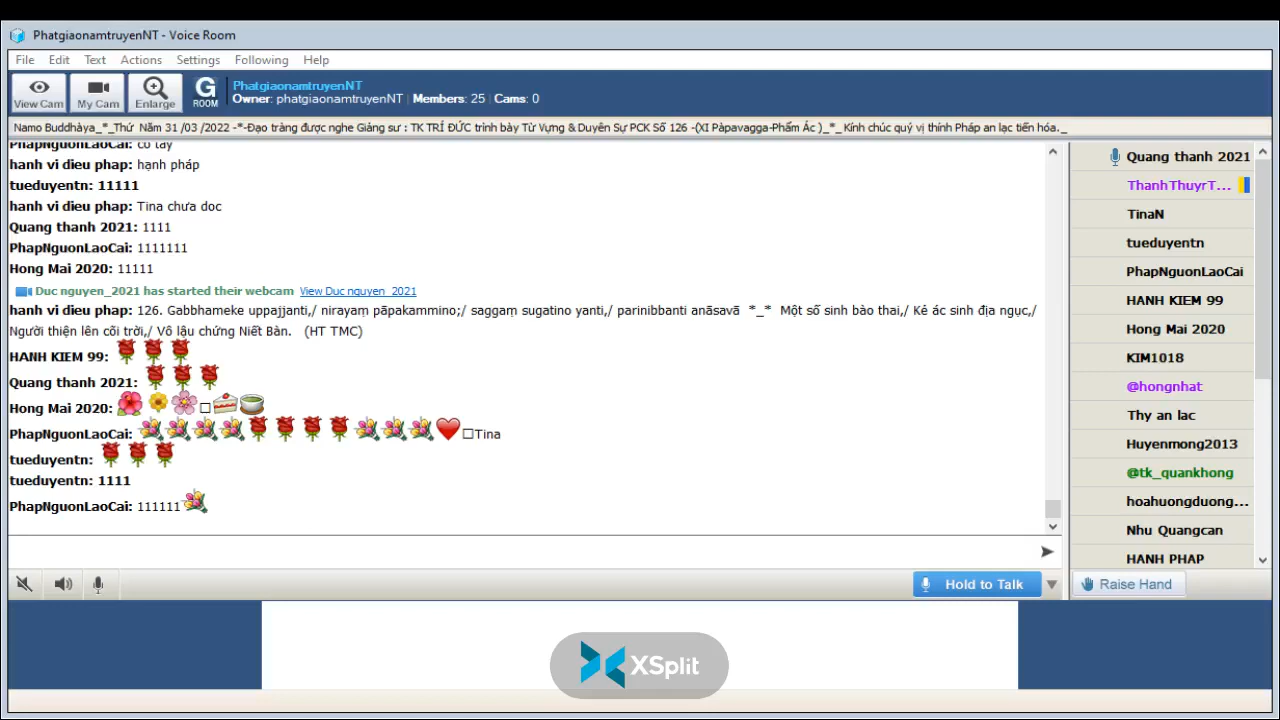 PhatgiaonamtruyenNT - Voice Room
File Edit Text Actions Settings Following Help
View Cam My Cam Enlarge G ROOM
PhatgiaonamtruyenNT
Owner: phatgiaonamtruyenNT Members: 25 Cams: 0
Namo Buddhàya_*_Thứ Năm 31 /03 /2022 -*-Đạo tràng được nghe Giảng sư : TK TRÍ ĐỨC trình bày Từ Vựng & Duyên Sự PCK Số 126 -(XI Pàpavagga-Phẩm Ác )_*_ Kính chúc quý vị thính Pháp an lạc tiến hóa._
PhapNguonLaoCai: co tay
hanh vi dieu phap: hạnh pháp
tueduyentn: 11111
hanh vi dieu phap: Tina chưa doc
Quang thanh 2021: 1111
PhapNguonLaoCai: 1111111
Hong Mai 2020: 11111
Duc nguyen_2021 has started their webcam View Duc nguyen_2021
hanh vi dieu phap: 126. Gabbhameke uppajjanti,/ nirayaṃ pāpakammino;/ saggaṃ sugatino yanti,/ parinibbanti anāsavā *_* Một số sinh bào thai,/ Kẻ ác sinh địa ngục,/
Người thiện lên cõi trời,/ Vô lậu chứng Niết Bàn. (HT TMC)
HANH KIEM 99:
Quang thanh 2021:
Hong Mai 2020:
PhapNguonLaoCai: Tina
tueduyentn:
tueduyentn: 1111
PhapNguonLaoCai: 111111
Hold to Talk
Quang thanh 2021
ThanhThuyrT...
TinaN
tueduyentn
PhapNguonLaoCai
HANH KIEM 99
Hong Mai 2020
KIM1018
@hongnhat
Thy an lac
Huyenmong2013
@tk_quankhong
hoahuongduong...
Nhu Quangcan
HANH PHAP
Raise Hand
XSplit